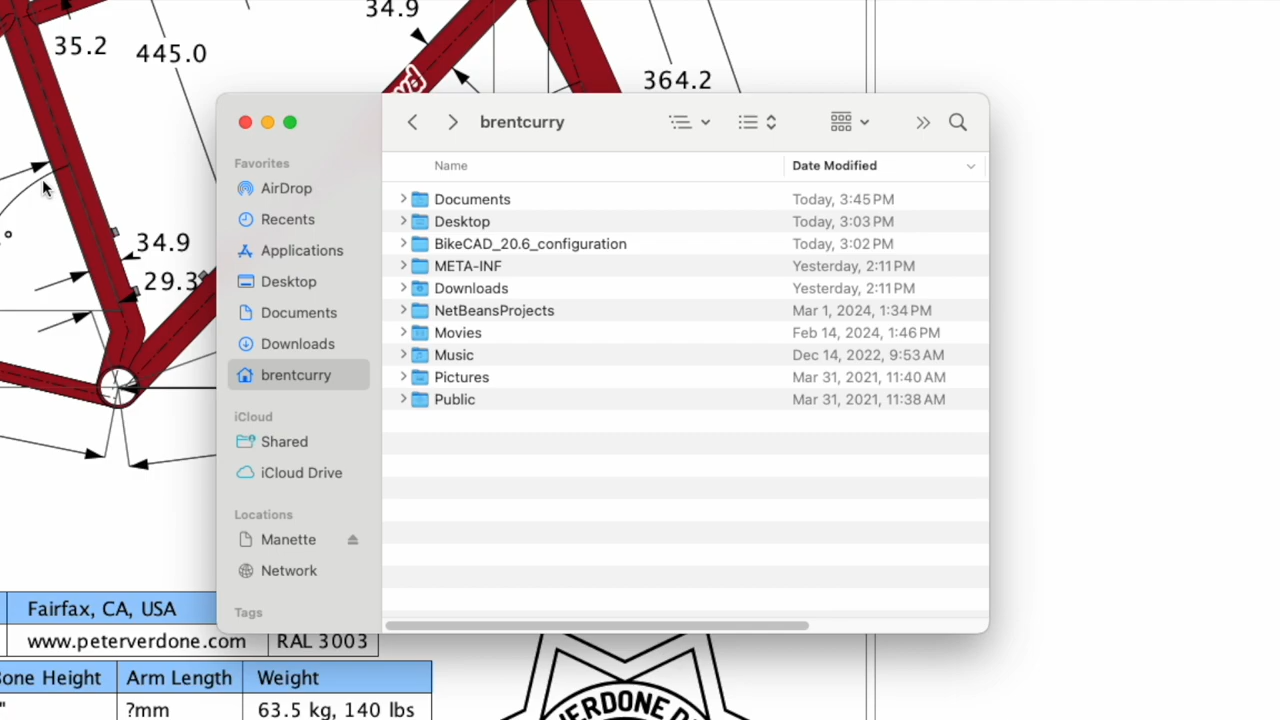 34.9
35.2
445.0
364.2
brentcurry
Name
Date Modified
Favorites
AirDrop
Recents
Applications
Desktop
Documents
Downloads
brentcurry
iCloud
Shared
iCloud Drive
Locations
Manette
Network
Tags
Documents Today, 3:45 PM
Desktop Today, 3:03 PM
BikeCAD_20.6_configuration Today, 3:02 PM
META-INF Yesterday, 2:11 PM
Downloads Yesterday, 2:11 PM
NetBeansProjects Mar 1, 2024, 1:34 PM
Movies Feb 14, 2024, 1:46 PM
Music Dec 14, 2022, 9:53 AM
Pictures Mar 31, 2021, 11:40 AM
Public Mar 31, 2021, 11:38 AM
°
34.9
29.3
Fairfax, CA, USA
www.peterverdone.com RAL 3003
one Height Arm Length Weight
" ?mm 63.5 kg, 140 lbs
ERDONE